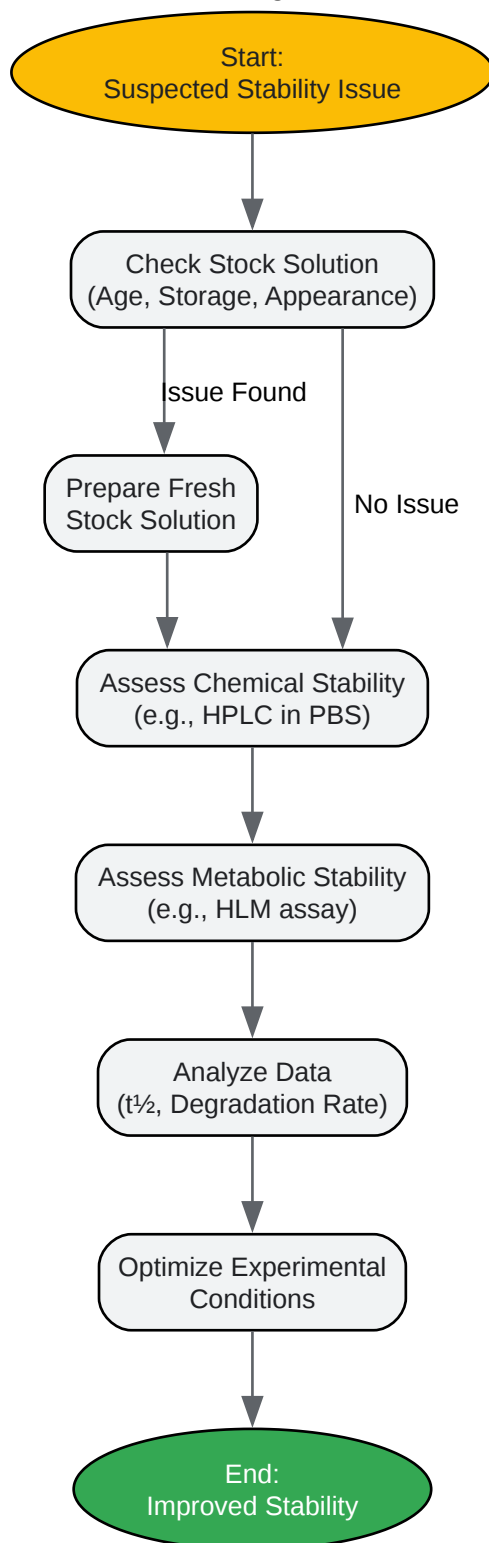 Start:
Suspected Stability Issue
Check Stock Solution
(Age, Storage, Appearance)
Issue Found
Prepare Fresh
Stock Solution
No Issue
Assess Chemical Stability
(e.g., HPLC in PBS)
Assess Metabolic Stability
(e.g., HLM assay)
Analyze Data
(t½, Degradation Rate)
Optimize Experimental
Conditions
End:
Improved Stability